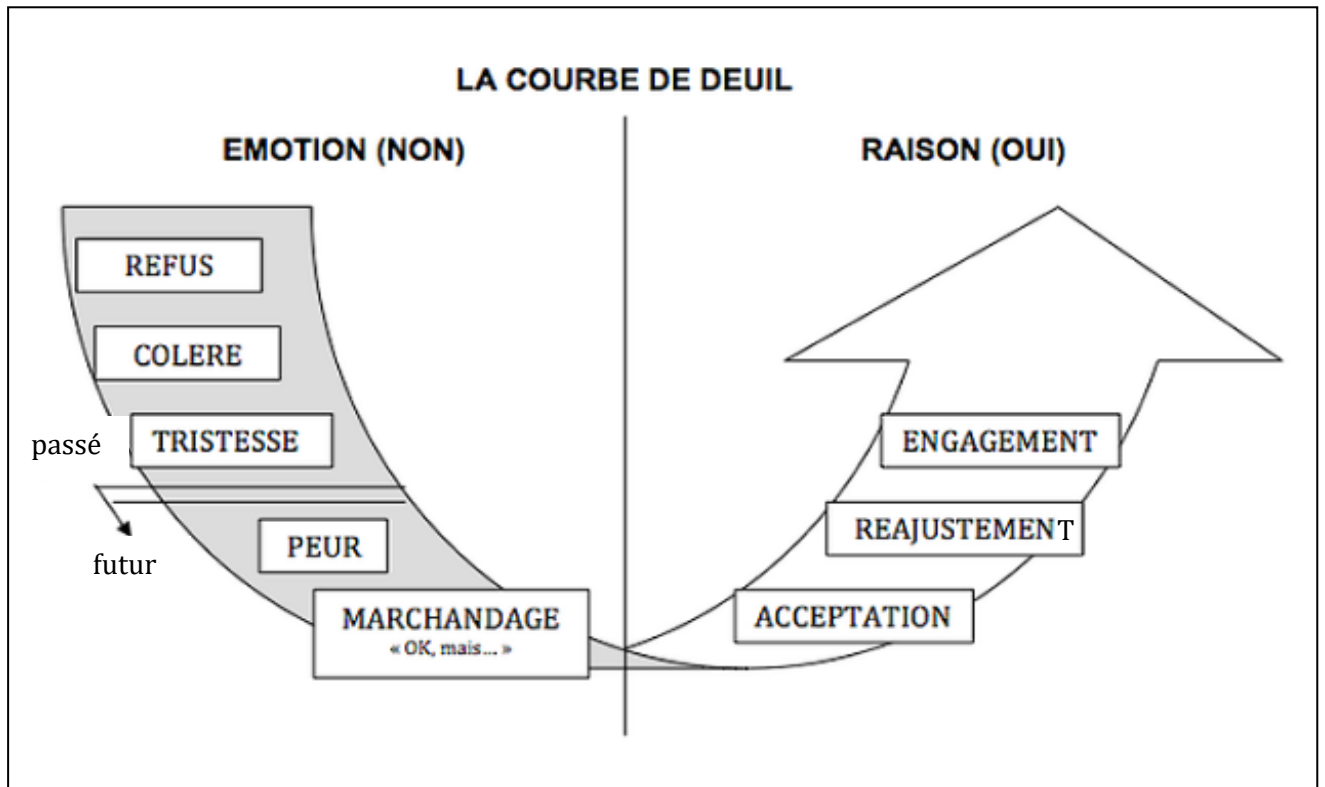 LA COURBE DE DEUIL
EMOTION (NON)
RAISON (OUI)
REFUS
COLERE
passé
TRISTESSE
futur
PEUR
MARCHANDAGE
« OK, mais… »
ENGAGEMENT
REAJUSTEMENT
ACCEPTATION